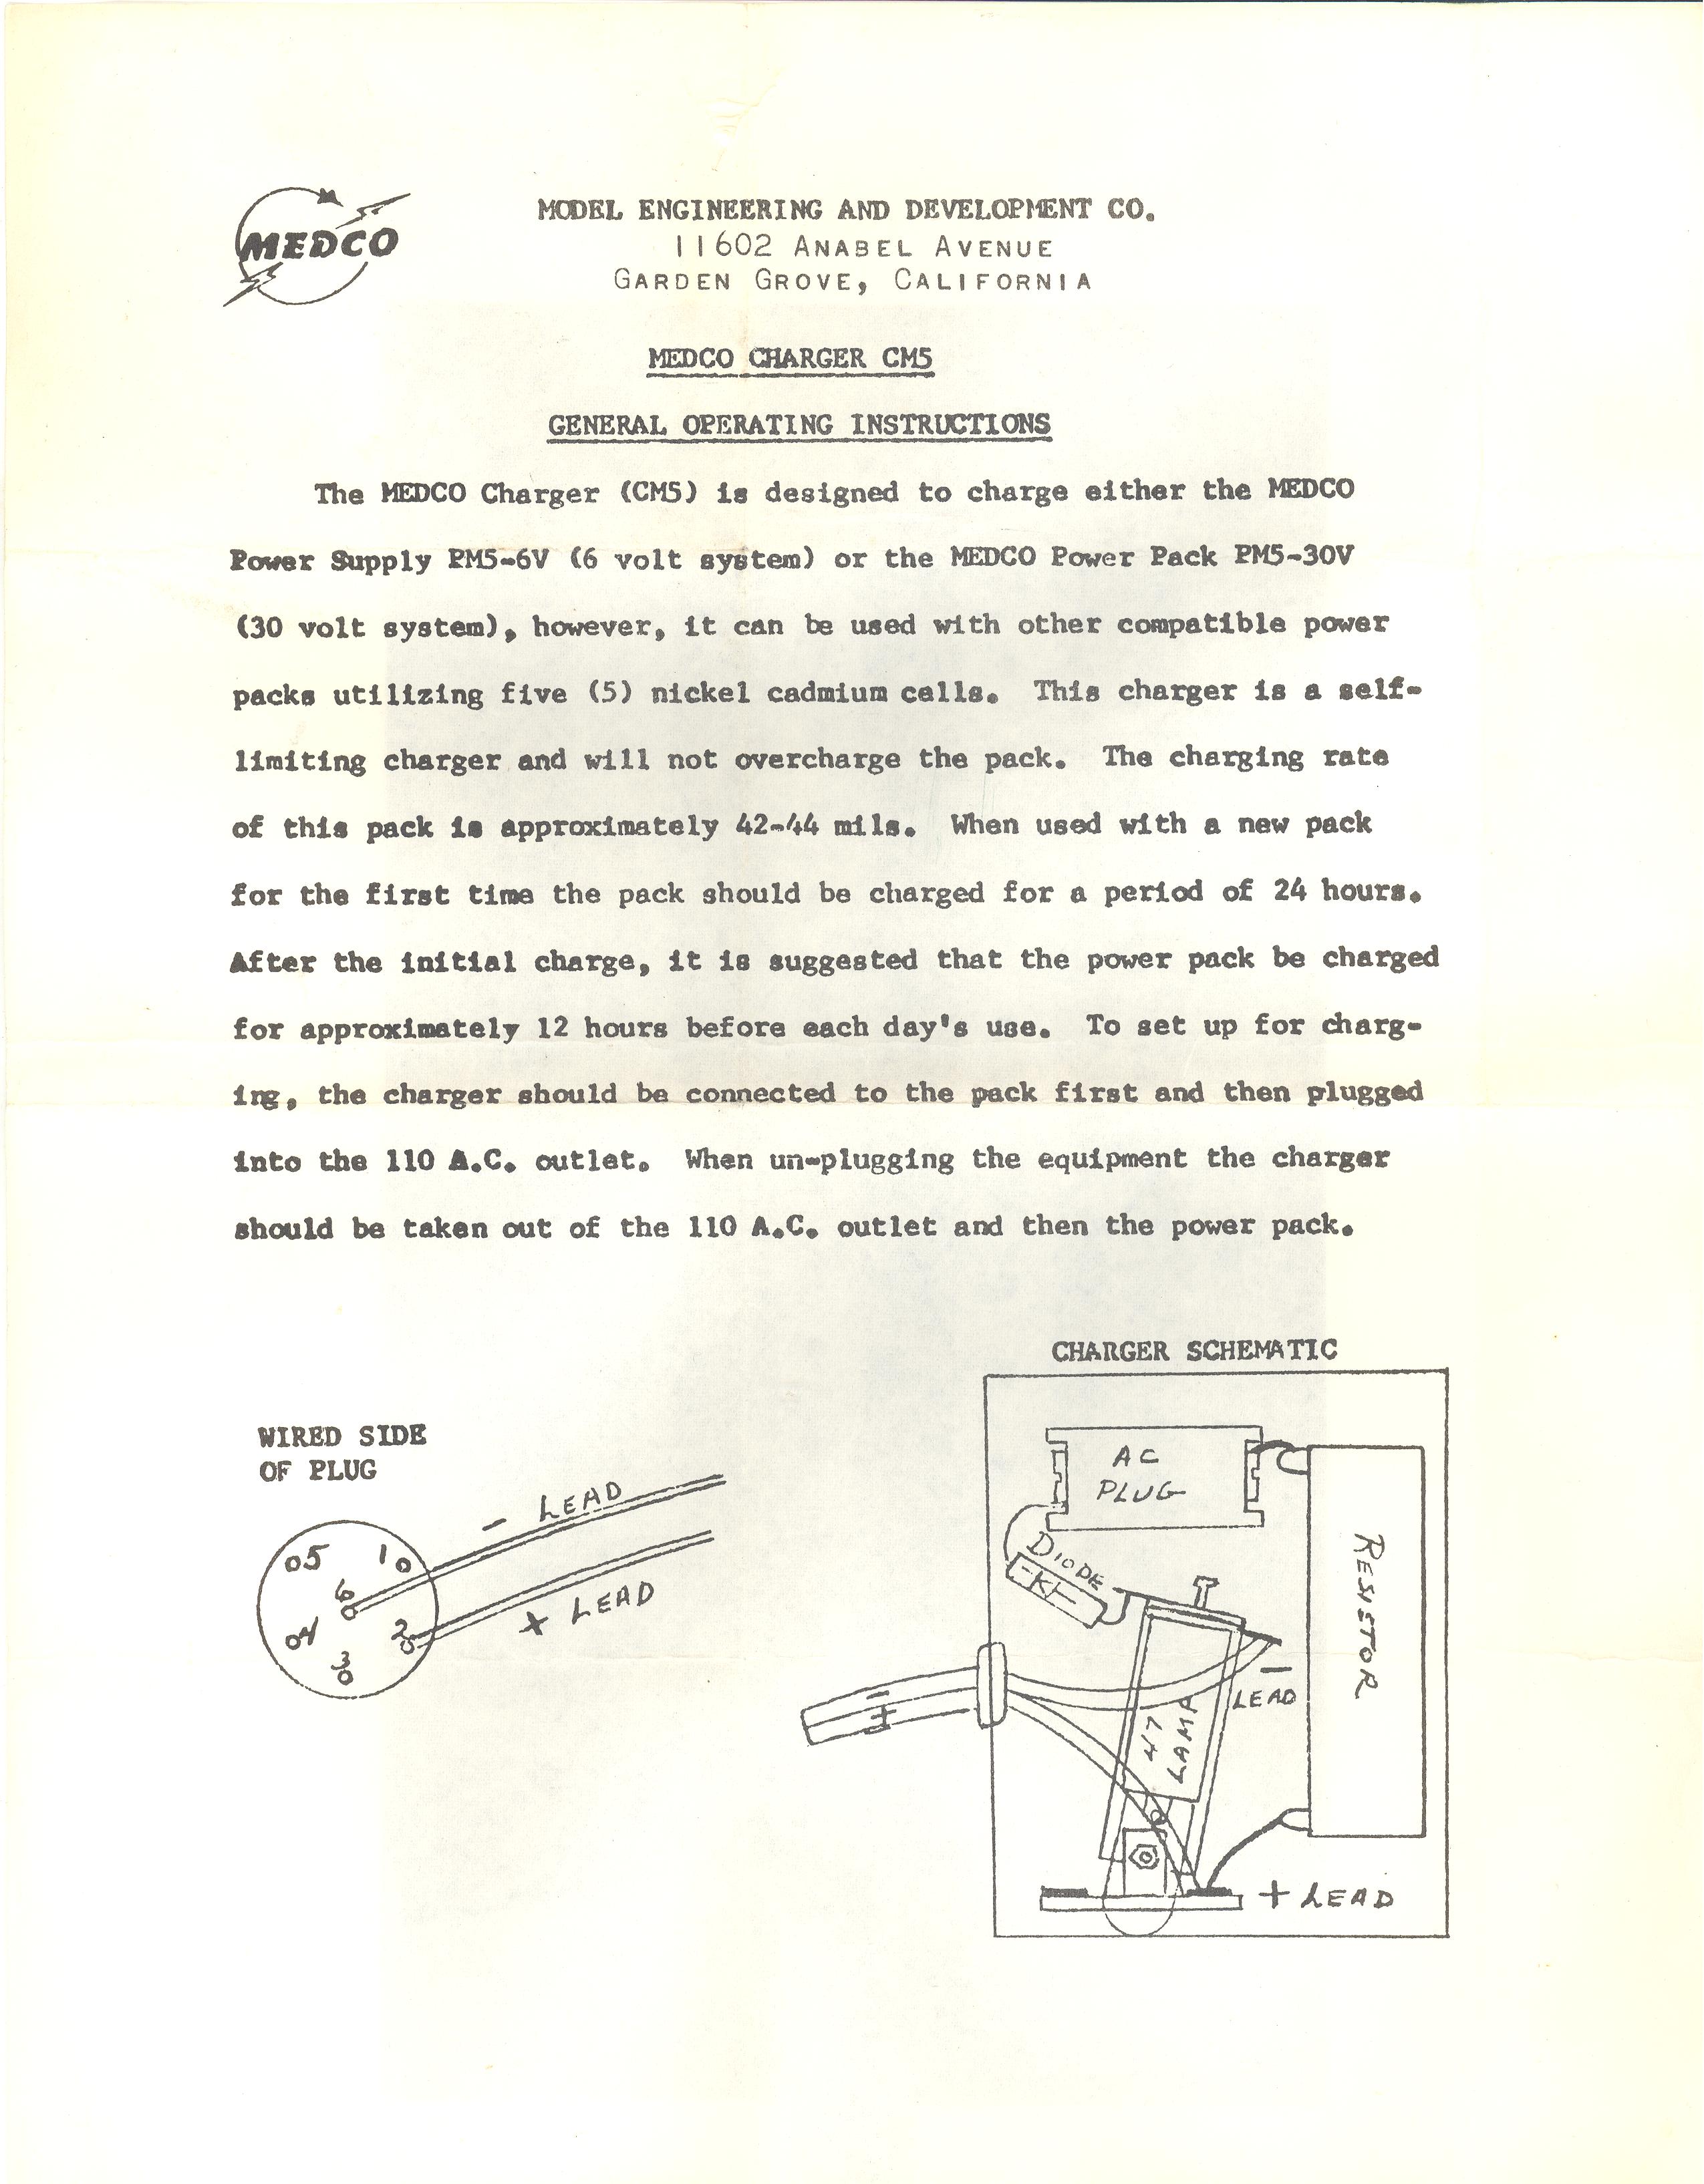 MEDCO
MODEL ENGINEERING AND DEVELOPMENT CO.
11602 ANABEL AVENUE
GARDEN GROVE, CALIFORNIA
MEDCO CHARGER CM5
GENERAL OPERATING INSTRUCTIONS
The MEDCO Charger (CM5) is designed to charge either the MEDCO
Power Supply PM5-6V (6 volt system) or the MEDCO Power Pack PM5-30V
(30 volt system), however, it can be used with other compatible power
packs utilizing five (5) nickel cadmium cells. This charger is a self-
limiting charger and will not overcharge the pack. The charging rate
of this pack is approximately 42-44 mils. When used with a new pack
for the first time the pack should be charged for a period of 24 hours.
After the initial charge, it is suggested that the power pack be charged
for approximately 12 hours before each day's use. To set up for charg-
ing, the charger should be connected to the pack first and then plugged
into the 110 A.C. outlet. When un-plugging the equipment the charger
should be taken out of the 110 A.C. outlet and then the power pack.
WIRED SIDE
OF PLUG
- LEAD
+ LEAD
5
1
6
4
2
3
CHARGER SCHEMATIC
AC
PLUG
DIODE
-K+
RESISTOR
-
LEAD
47
LAMP
-
+
+ LEAD